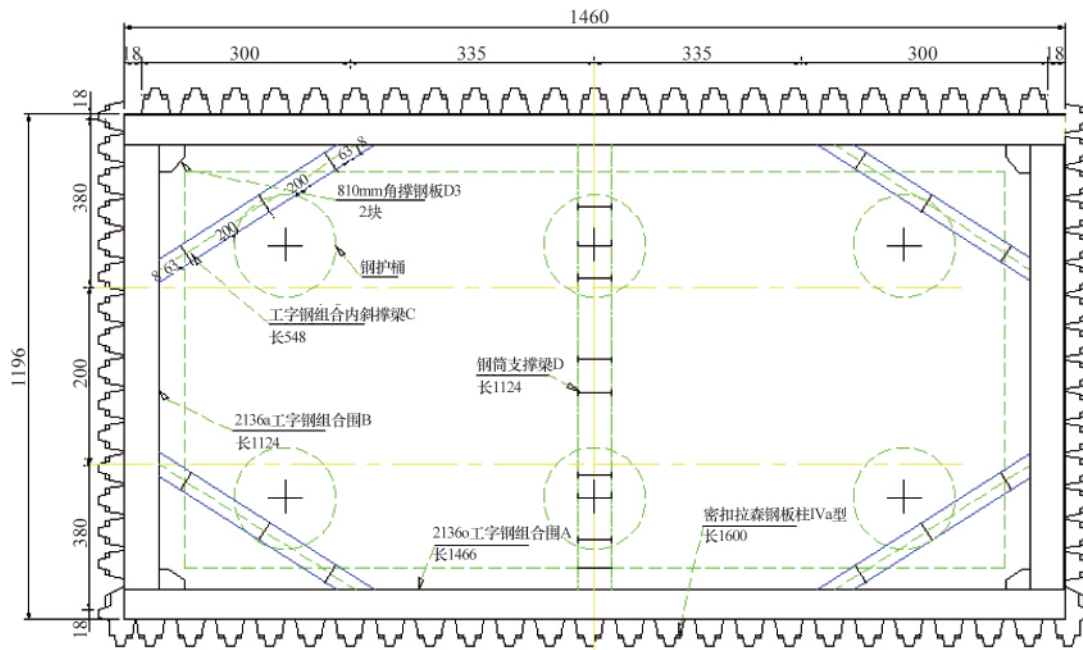 1460
18
300
335
335
300
18
18
1196
380
200
380
18
8
63
200
200
63
8
810mm角撑钢板D3
2块
钢护桶
工字钢组合内斜撑梁C
长548
钢筒支撑梁D
长1124
2136a工字钢组合围B
长1124
2136o工字钢组合围A
长1466
密扣拉森钢板柱IVa型
长1600